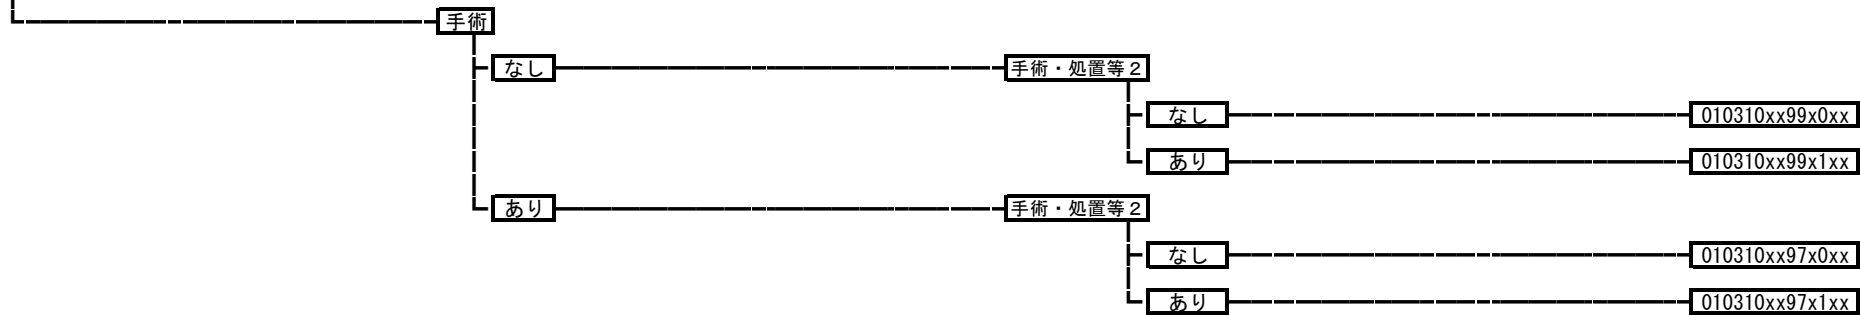 手術
なし 手術・処置等２
なし 010310xx99x0xx
あり 010310xx99x1xx
あり 手術・処置等２
なし 010310xx97x0xx
あり 010310xx97x1xx